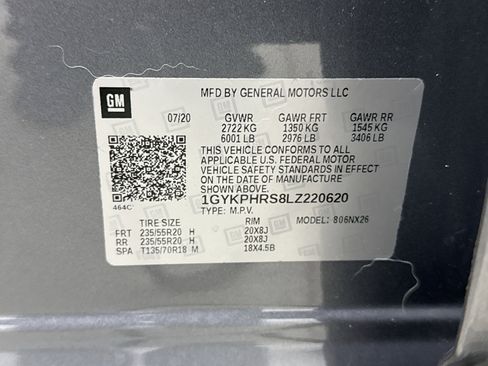 GM
MFD BY GENERAL MOTORS LLC
07/20 GVWR GAWR FRT GAWR RR
2722 KG 1350 KG 1545 KG
6001 LB 2976 LB 3406 LB
THIS VEHICLE CONFORMS TO ALL
APPLICABLE U.S. FEDERAL MOTOR
VEHICLE SAFETY STANDARDS IN EFFECT
ON THE DATE OF MANUFACTURE
SHOWN ABOVE.
1GYKPHRS8LZ220620
464C TYPE: M.P.V. MODEL: 806NX26
TIRE SIZE RIM
FRT 235/55R20 H 20X8J
RR 235/55R20 H 20X8J
SPA T135/70R18 M 18X4.5B